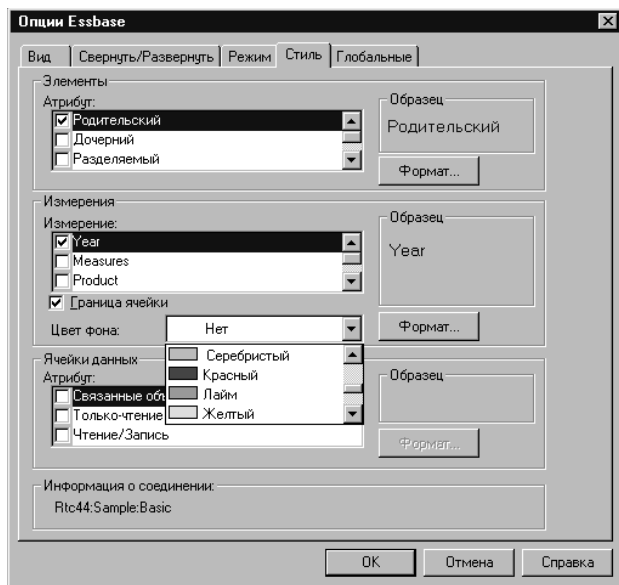 Опции Essbase
Вид Свернуть/Развернуть Режим Стиль Глобальные
Элементы
Атрибут:
Родительский
Дочерний
Разделяемый
Образец
Родительский
Формат...
Измерения
Измерение:
Year
Measures
Product
Граница ячейки
Цвет фона: Нет
Образец
Year
Формат...
Серебристый
Красный
Лайм
Желтый
Ячейки данных
Атрибут:
Связанные объ
Только-чтение
Чтение/Запись
Образец
Формат...
Информация о соединении:
Rtc44:Sample:Basic
OK Отмена Справка